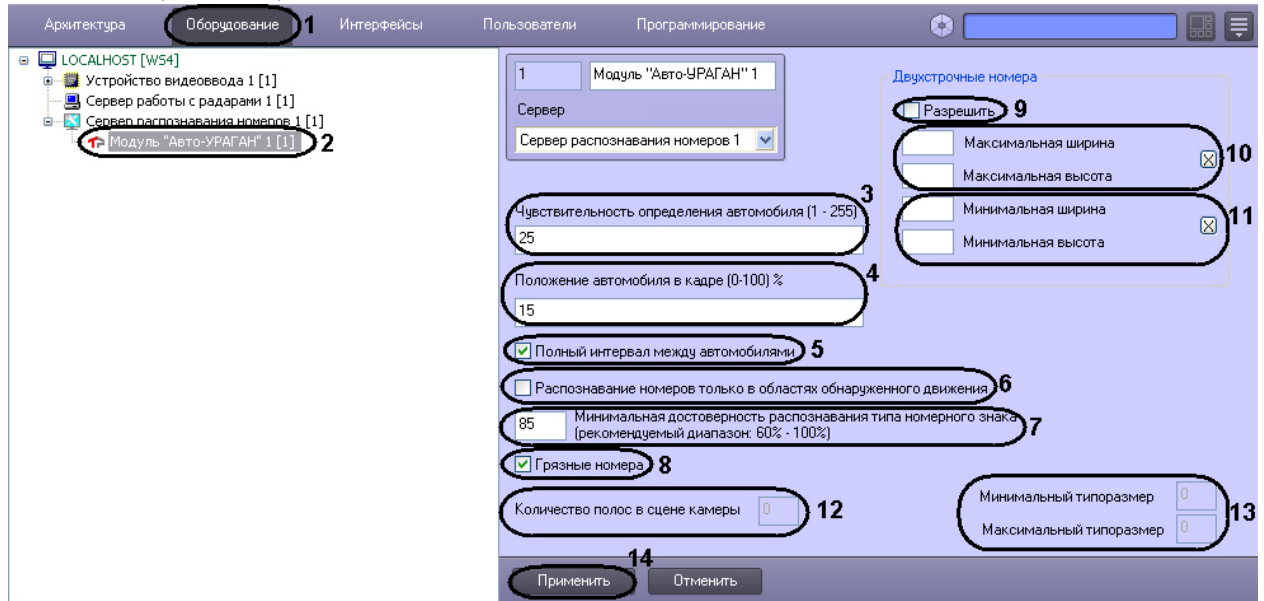 Архитектура Оборудование 1 Интерфейсы Пользователи Программирование
LOCALHOST [WS4]
Устройство видеоввода 1 [1]
Сервер работы с радарами 1 [1]
Сервер распознавания номеров 1 [1]
Модуль "Авто-УРАГАН" 1 [1] 2
1 Модуль "Авто-УРАГАН" 1
Сервер
Сервер распознавания номеров 1
3
Чувствительность определения автомобиля (1 - 255)
25
4
Положение автомобиля в кадре (0-100) %
15
Полный интервал между автомобилями 5
Распознавание номеров только в областях обнаруженного движения 6
85 Минимальная достоверность распознавания типа номерного знака
(рекомендуемый диапазон: 60% - 100%) 7
Грязные номера 8
Количество полос в сцене камеры 0 12
Двухстрочные номера
Разрешить 9
Максимальная ширина
10
Максимальная высота
Минимальная ширина
11
Минимальная высота
Минимальный типоразмер 0
13
Максимальный типоразмер 0
14
Применить Отменить